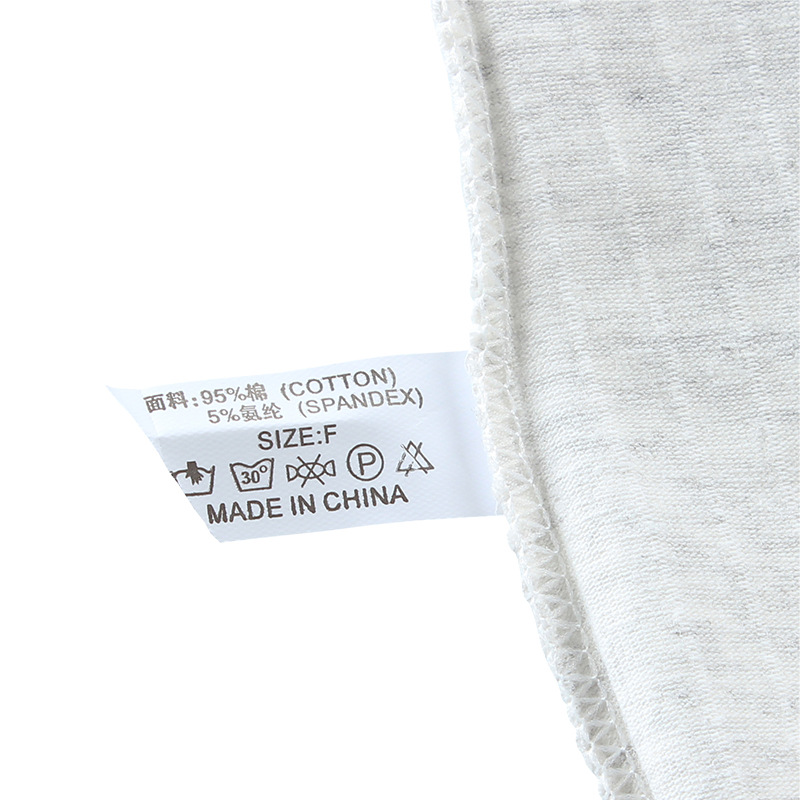 面料:95%棉 (COTTON)
5%氨纶 (SPANDEX)
SIZE:F
30° P
MADE IN CHINA